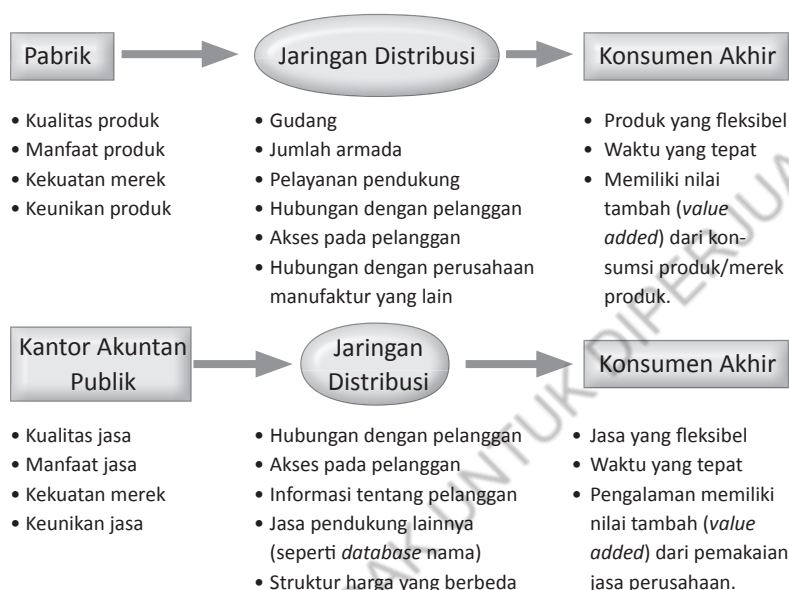 Pabrik
Jaringan Distribusi
Konsumen Akhir
• Kualitas produk
• Manfaat produk
• Kekuatan merek
• Keunikan produk
• Gudang
• Jumlah armada
• Pelayanan pendukung
• Hubungan dengan pelanggan
• Akses pada pelanggan
• Hubungan dengan perusahaan
manufaktur yang lain
• Produk yang fleksibel
• Waktu yang tepat
• Memiliki nilai
tambah (value
added) dari kon-
sumsi produk/merek
produk.
Kantor Akuntan
Publik
Jaringan
Distribusi
Konsumen Akhir
• Kualitas jasa
• Manfaat jasa
• Kekuatan merek
• Keunikan jasa
• Hubungan dengan pelanggan
• Akses pada pelanggan
• Informasi tentang pelanggan
• Jasa pendukung lainnya
(seperti database nama)
• Struktur harga yang berbeda
• Jasa yang fleksibel
• Waktu yang tepat
• Pengalaman memiliki
nilai tambah (value
added) dari pemakaian
jasa perusahaan.
UNTUK